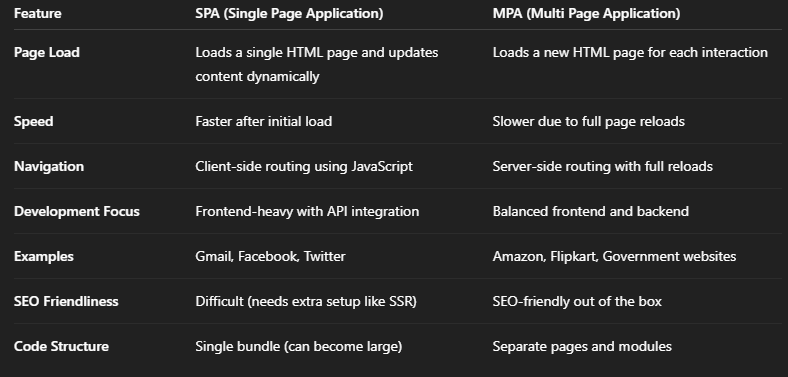 Feature SPA (Single Page Application) MPA (Multi Page Application)
Page Load Loads a single HTML page and updates Loads a new HTML page for each interaction
content dynamically
Speed Faster after initial load Slower due to full page reloads
Navigation Client-side routing using JavaScript Server-side routing with full reloads
Development Focus Frontend-heavy with API integration Balanced frontend and backend
Examples Gmail, Facebook, Twitter Amazon, Flipkart, Government websites
SEO Friendliness Difficult (needs extra setup like SSR) SEO-friendly out of the box
Code Structure Single bundle (can become large) Separate pages and modules